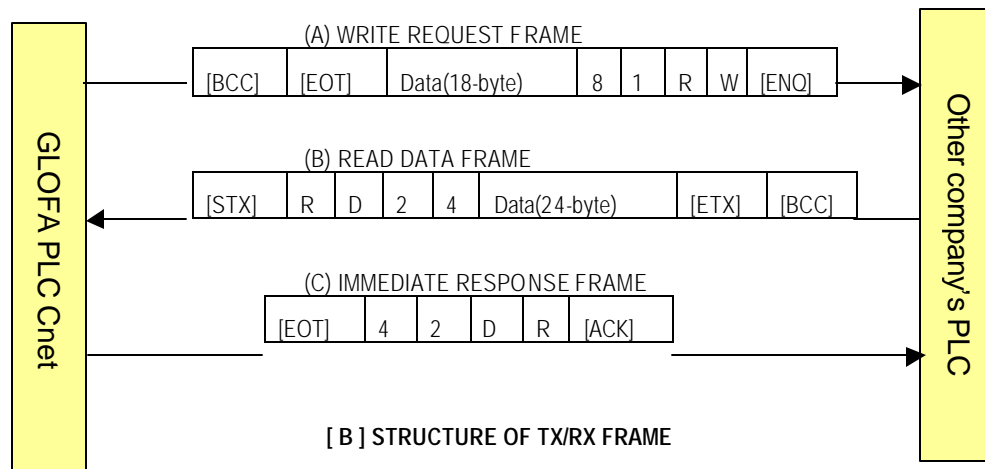 (A) WRITE REQUEST FRAME
[BCC] [EOT] Data(18-byte) 8 1 R W [ENQ]
(B) READ DATA FRAME
[STX] R D 2 4 Data(24-byte) [ETX] [BCC]
(C) IMMEDIATE RESPONSE FRAME
[EOT] 4 2 D R [ACK]
GLOFA PLC Cnet
Other company's PLC
[ B ] STRUCTURE OF TX/RX FRAME